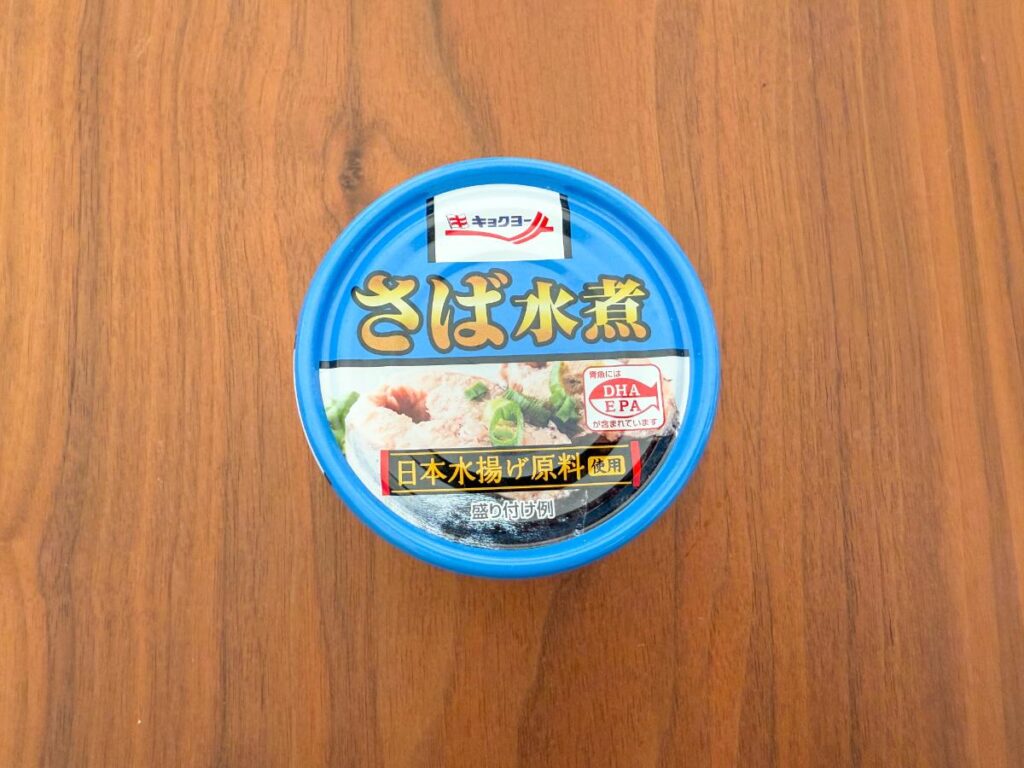 キ キョクヨー
さば水煮
青魚には
DHA
EPA
が含まれています
日本水揚げ原料 使用
盛り付け例